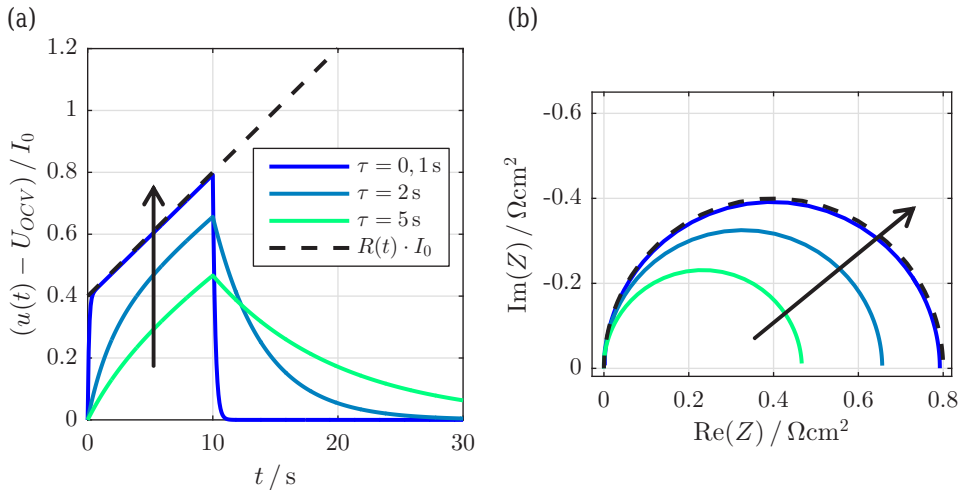 (a)
(u(t) − U_OCV) / I_0
1.2
1
0.8
0.6
0.4
0.2
0
0
10
20
30
t / s
τ = 0,1 s
τ = 2 s
τ = 5 s
R(t) · I_0
(b)
Im(Z) / Ωcm²
-0.6
-0.4
-0.2
0
0
0.2
0.4
0.6
0.8
Re(Z) / Ωcm²